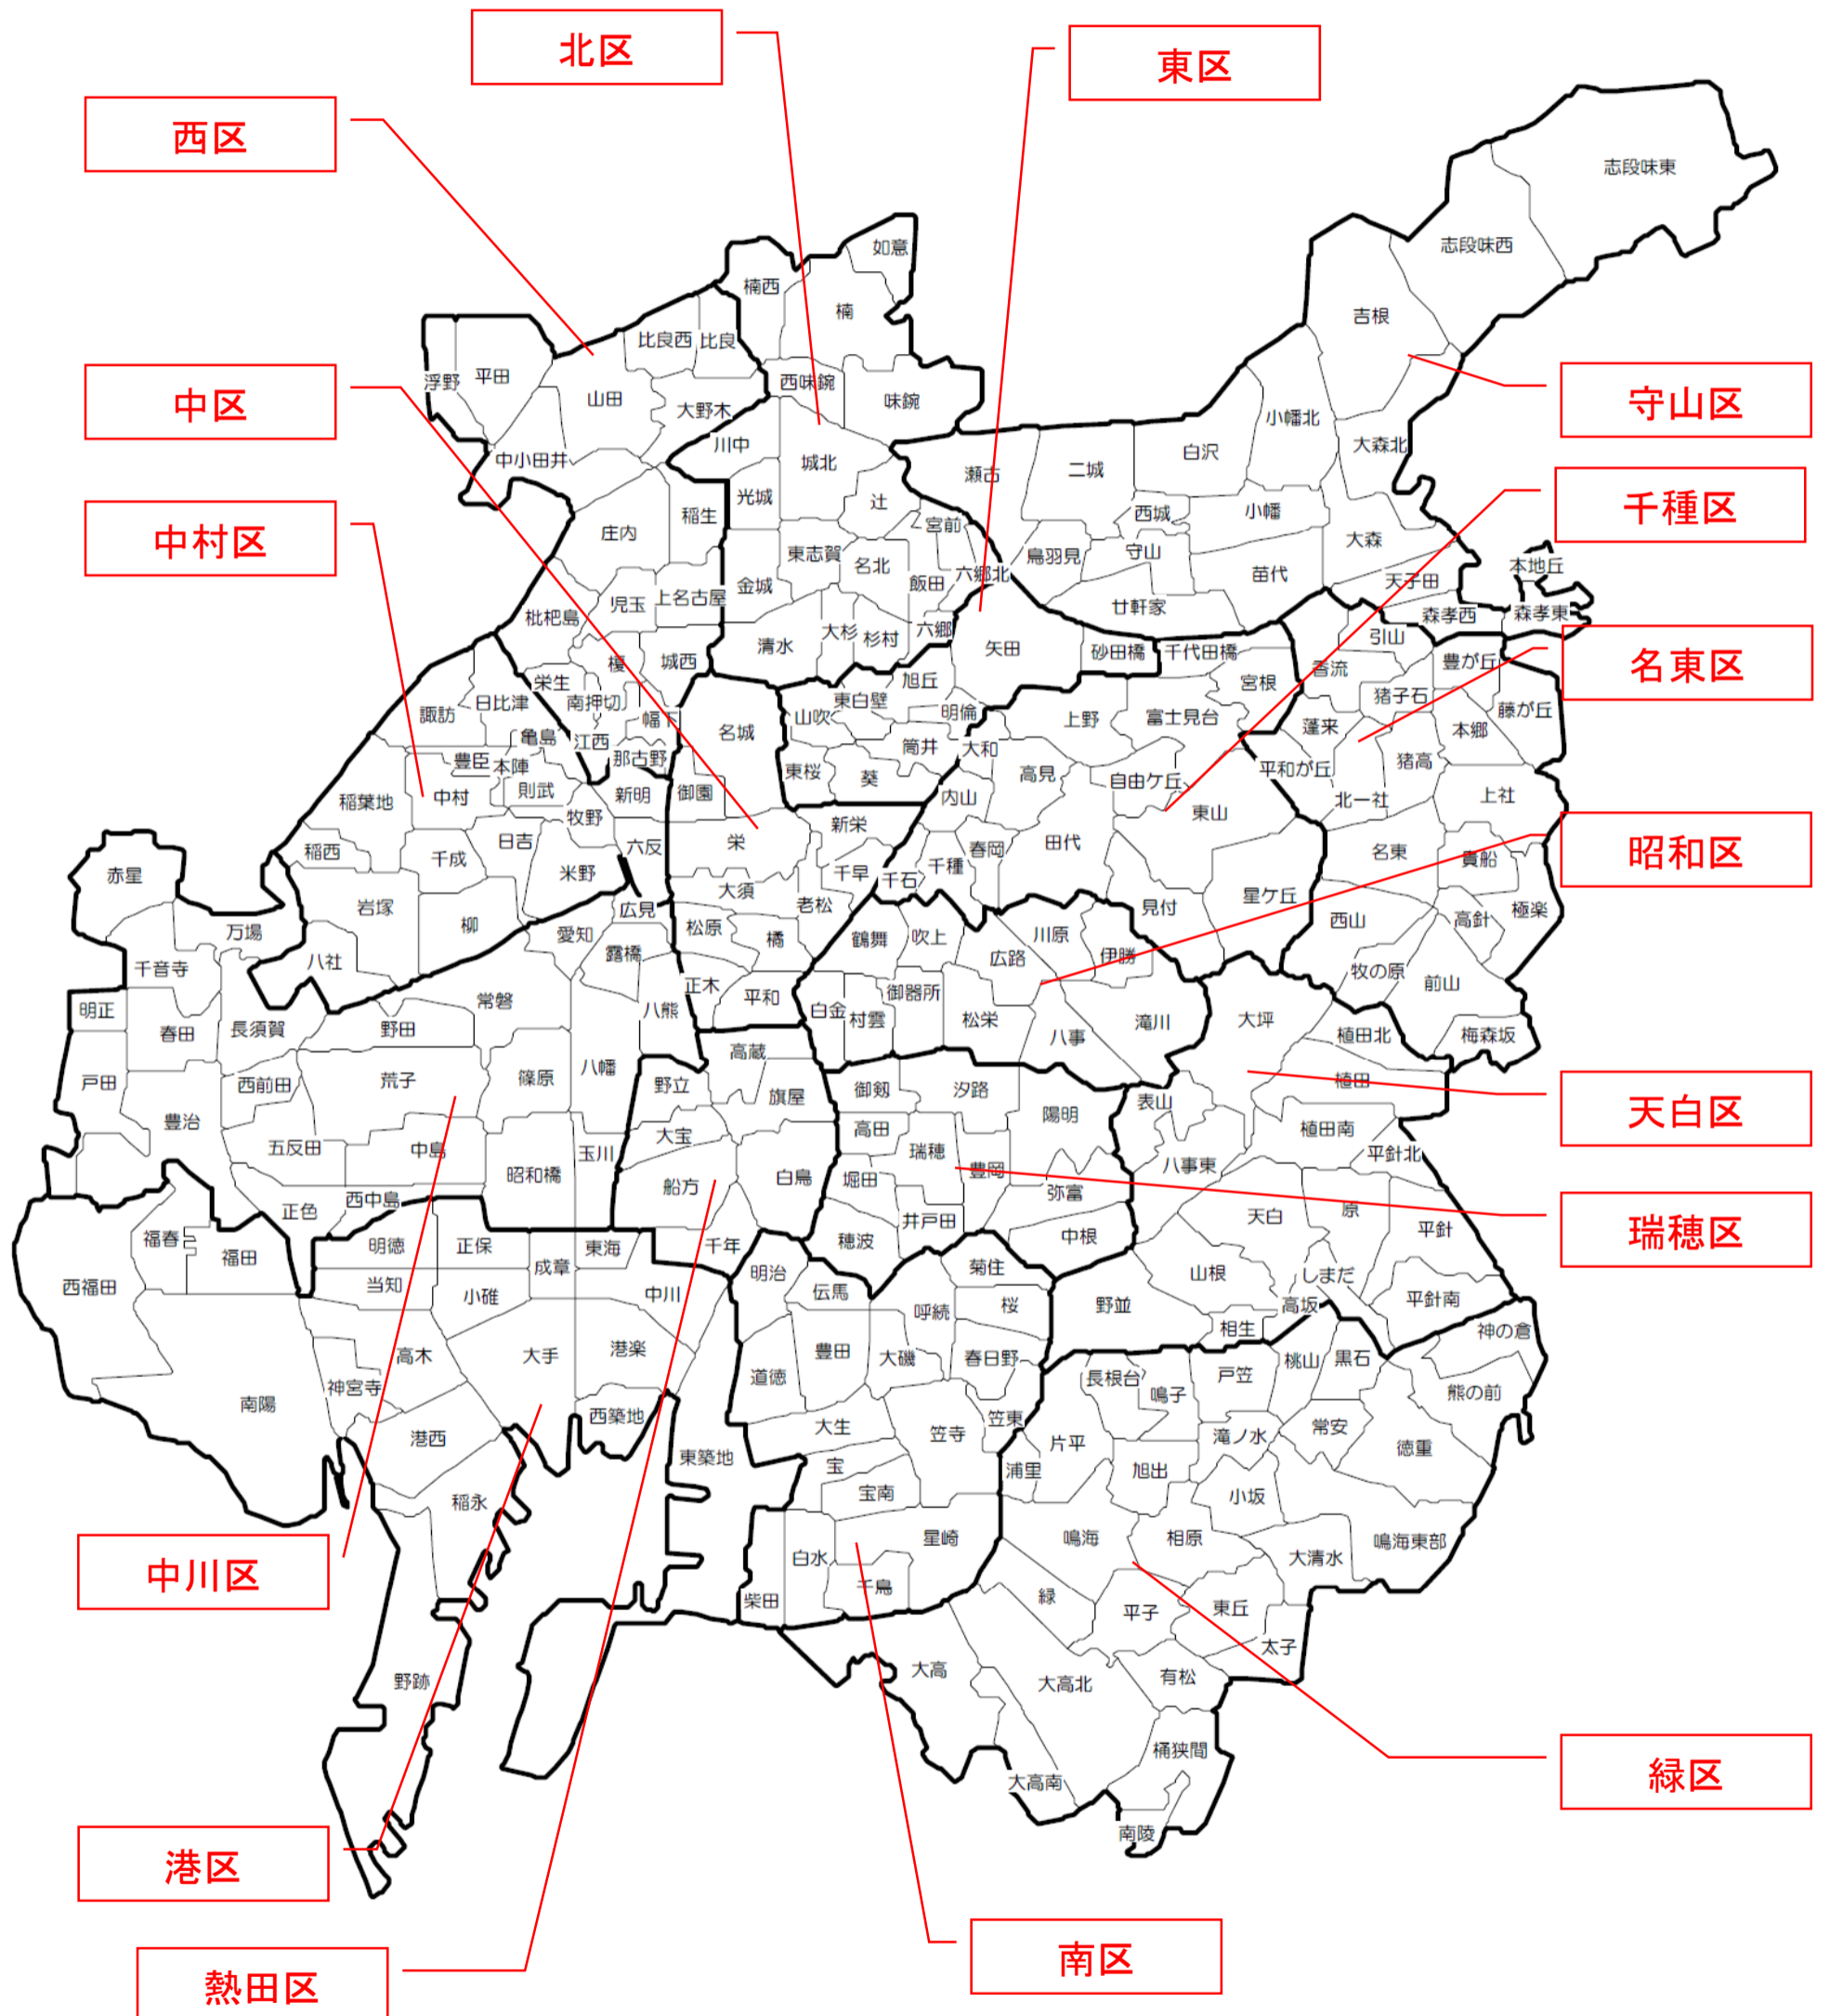 北区
東区
西区
志段味東
志段味西
如意
楠西
楠
吉根
比良西
比良
中区
浮野
平田
西味鋺
山田
味鋺
守山区
大野木
小幡北
川中
大森北
中小田井
城北
白沢
瀬古
二城
光城
辻
千種区
稲生
西城
小幡
宮前
庄内
中村区
大森
東志賀
鳥羽見
守山
名北
本地丘
六郷北
苗代
飯田
金城
天子田
上名古屋
児玉
廿軒家
森孝西
森孝東
枇杷島
六郷
大杉
杉村
引山
清水
矢田
砂田橋
千代田橋
名東区
榎
城西
豊が丘
香流
旭丘
宮根
栄生
猪子石
東白壁
日比津
南押切
明倫
藤が丘
諏訪
山吹
幅下
上野
富士見台
蓬来
本郷
名城
亀島
江西
筒井
大和
豊臣
那古野
猪高
本陣
平和が丘
東桜
葵
高見
自由ケ丘
則武
新明
御園
上社
中村
内山
北一社
稲葉地
牧野
東山
新栄
日吉
栄
六反
田代
春岡
昭和区
稲西
名東
千成
貴船
千種
米野
千早
赤星
千石
大須
星ケ丘
老松
岩塚
見付
広見
極楽
西山
高針
柳
松原
万場
愛知
川原
橘
鶴舞
吹上
露橋
伊勝
広路
八社
千音寺
牧の原
前山
正木
御器所
平和
常磐
明正
八熊
白金
村雲
松栄
滝川
大坪
長須賀
野田
春田
八事
植田北
梅森坂
高蔵
八幡
篠原
荒子
植田
戸田
西前田
野立
御剱
汐路
天白区
旗屋
表山
陽明
豊治
高田
植田南
大宝
五反田
中島
瑞穂
玉川
平針北
八事東
豊岡
昭和橋
白鳥
堀田
船方
弥富
西中島
正色
原
天白
井戸田
瑞穂区
平針
中根
福春
穂波
明徳
正保
千年
東海
福田
成章
菊住
山根
明治
しまだ
西福田
当知
伝馬
中川
小碓
平針南
桜
高坂
野並
呼続
相生
神の倉
港楽
豊田
高木
大手
大磯
春日野
桃山
黒石
道徳
戸笠
長根台
神宮寺
熊の前
鳴子
南陽
西築地
笠東
大生
常安
笠寺
滝ノ水
港西
片平
徳重
東築地
宝
浦里
旭出
宝南
小坂
稲永
星崎
鳴海
相原
鳴海東部
大清水
白水
中川区
千鳥
緑
柴田
東丘
平子
太子
大高
有松
野跡
大高北
桶狭間
緑区
大高南
南陵
港区
南区
熱田区